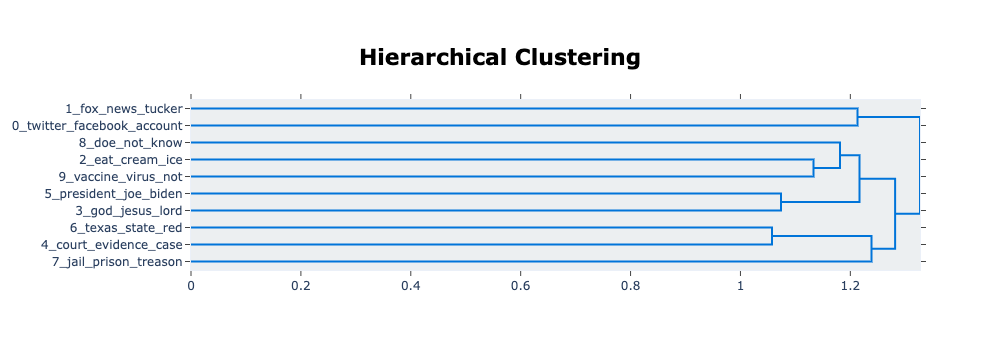 Hierarchical Clustering
1_fox_news_tucker
0_twitter_facebook_account
8_doe_not_know
2_eat_cream_ice
9_vaccine_virus_not
5_president_joe_biden
3_god_jesus_lord
6_texas_state_red
4_court_evidence_case
7_jail_prison_treason
0 0.2 0.4 0.6 0.8 1 1.2